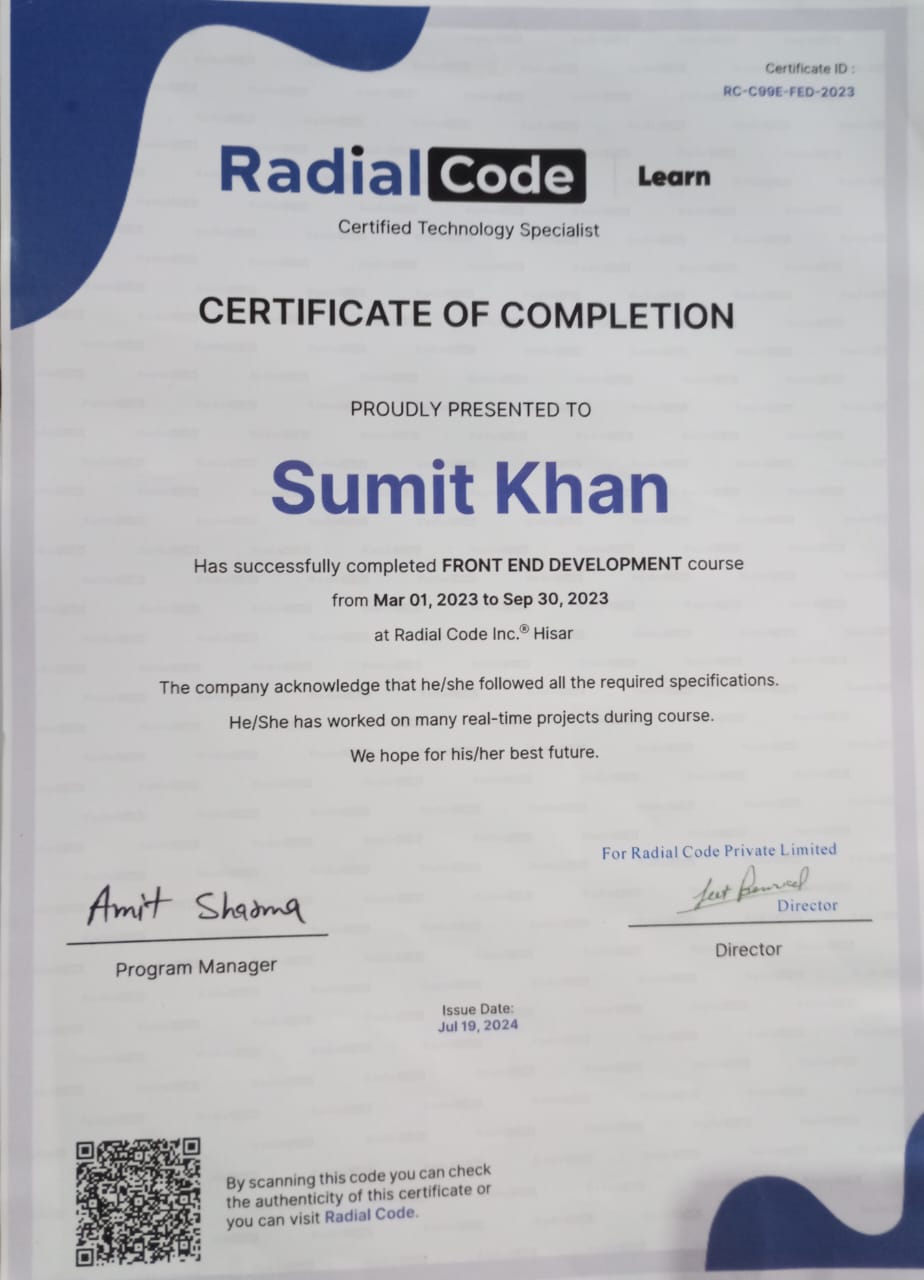 Certificate ID :
RC-C99E-FED-2023
Radial Code Learn
Certified Technology Specialist
CERTIFICATE OF COMPLETION
PROUDLY PRESENTED TO
Sumit Khan
Has successfully completed FRONT END DEVELOPMENT course
from Mar 01, 2023 to Sep 30, 2023
at Radial Code Inc.® Hisar
The company acknowledge that he/she followed all the required specifications.
He/She has worked on many real-time projects during course.
We hope for his/her best future.
For Radial Code Private Limited
Amit Sharma
Director
Program Manager
Director
Issue Date:
Jul 19, 2024
By scanning this code you can check
the authenticity of this certificate or
you can visit Radial Code.